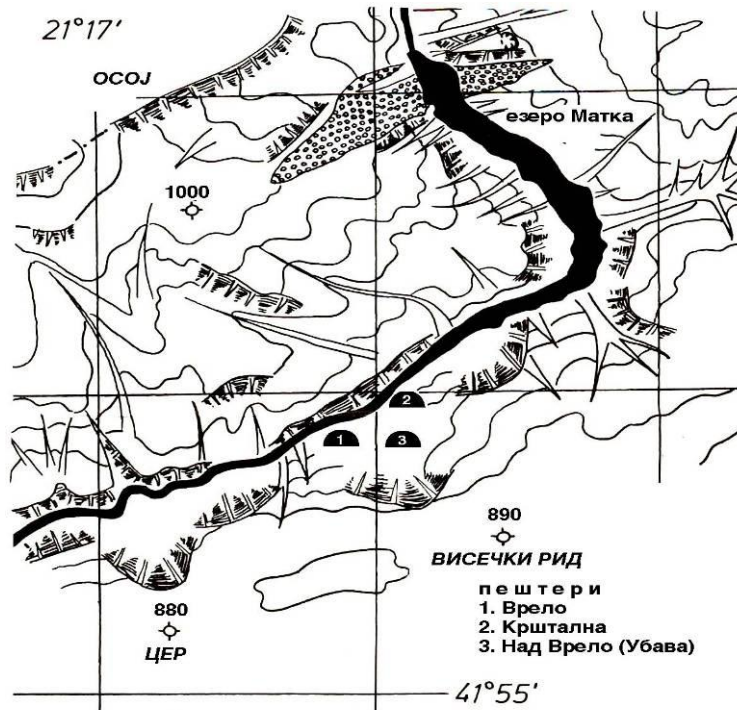 21°17'
ОСОЈ
езеро Матка
1000
2
1
3
890
ВИСЕЧКИ РИД
пештери
1. Врело
2. Кршталнa
3. Над Врело (Убава)
880
ЦЕР
41°55'